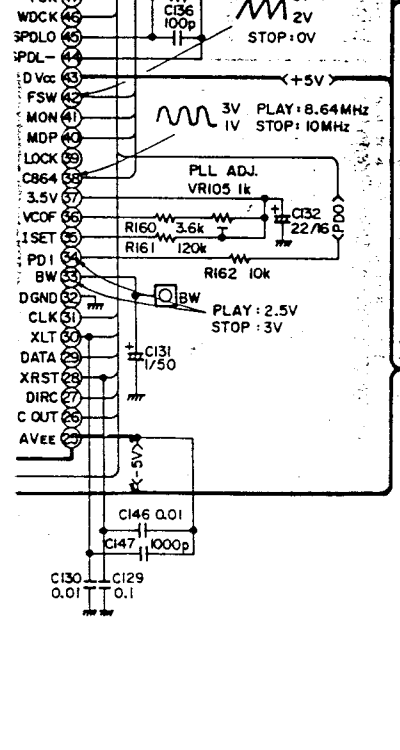 WDCK 46
C136
100p
2V
SPDLO 45
STOP : 0V
SPDL- 44
DVcc 43
+5V
FSW 42
MON 41
3V PLAY : 8.64MHz
1V STOP : 10MHz
MDP 40
LOCK 39
PLL ADJ.
C864 38
VR105 1k
3.5V 37
C132
22/16
PDO
VCOF 36
R160 3.6k
ISET 35
R161 120k
PDI 34
R162 10k
BW 33
BW
DGND 32
PLAY : 2.5V
STOP : 3V
CLK 31
XLT 30
C131
1/50
DATA 29
XRST 28
DIRC 27
C OUT 26
AVEE 25
-5V
C146 0.01
C147 1000p
C130 C129
0.01 0.1